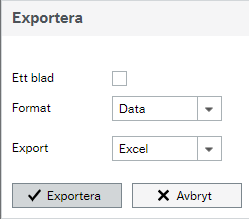 Exportera
Ett blad
Format Data
Export Excel
Exportera Avbryt